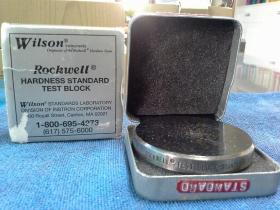 Wilson®
Instruments
Rockwell®
HARDNESS STANDARD
TEST BLOCK
Wilson® STANDARDS LABORATORY
DIVISION OF INSTRON CORPORATION
Royall Street, Canton, MA 02021
1-800-695-4273
(617) 575-6000
STANDARD